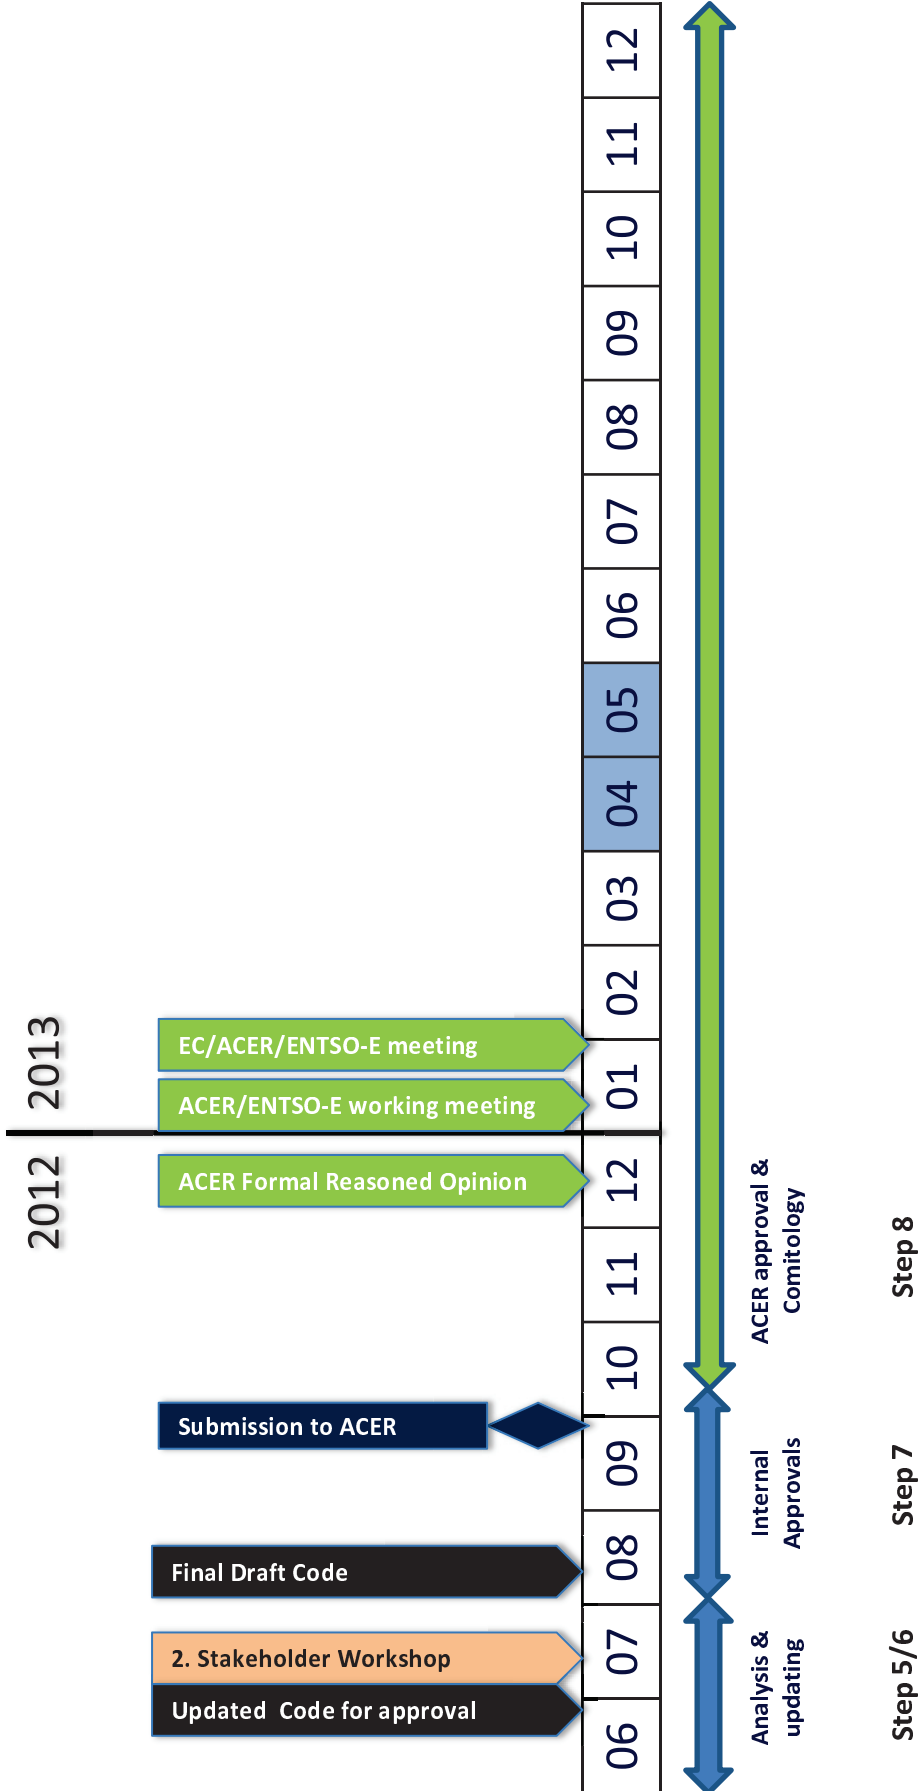 2013
2012
EC/ACER/ENTSO-E meeting
ACER/ENTSO-E working meeting
ACER Formal Reasoned Opinion
Submission to ACER
Final Draft Code
2. Stakeholder Workshop
Updated Code for approval
12
11
10
09
08
07
06
05
04
03
02
01
12
11
10
09
08
07
06
ACER approval &
Comitology
Internal
Approvals
Analysis &
updating
Step 8
Step 7
Step 5/6